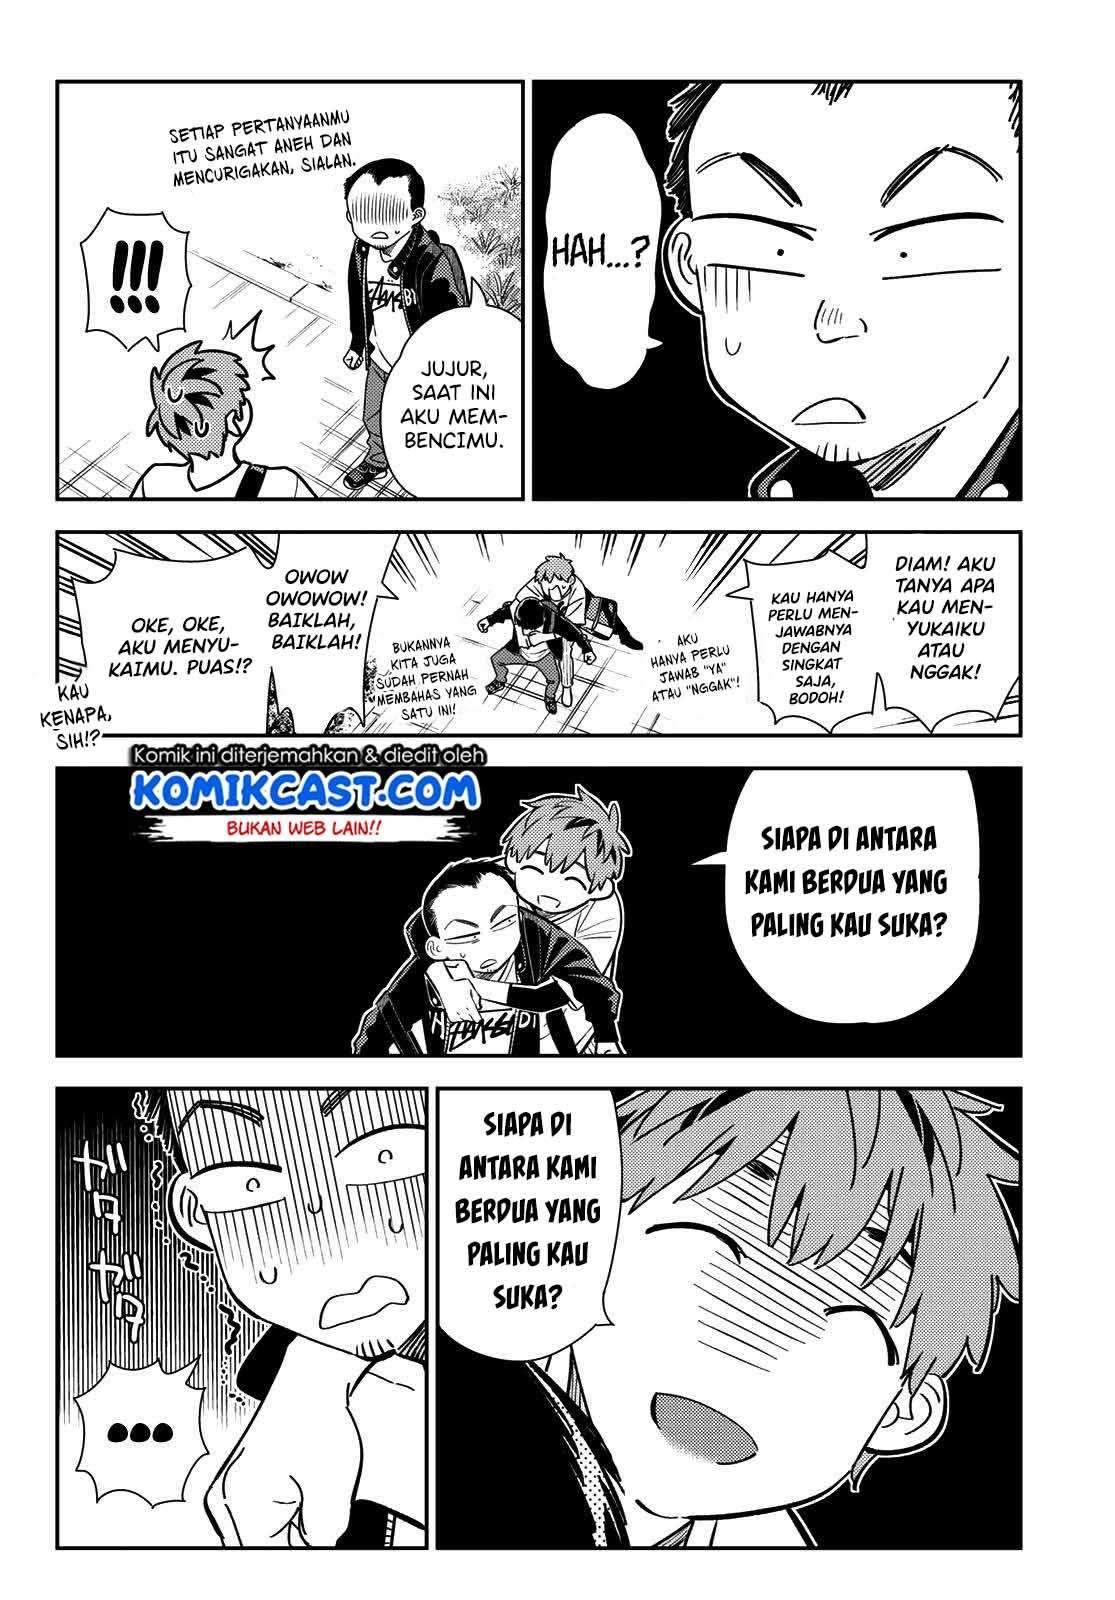 HAH...?
SETIAP PERTANYAANMU
ITU SANGAT ANEH DAN
MENCURIGAKAN, SIALAN.
!!!
JUJUR,
SAAT INI
AKU MEM-
BENCIMU.
DIAM! AKU
TANYA APA
KAU MEN-
YUKAIKU
ATAU
NGGAK!
KAU HANYA
PERLU MEN-
JAWABNYA
DENGAN
SINGKAT
SAJA,
BODOH!
AKU
HANYA PERLU
JAWAB "YA"
ATAU "NGGAK"!
BUKANNYA
KITA JUGA
SUDAH PERNAH
MEMBAHAS YANG
SATU INI!
OWOW
OWOWOW!
BAIKLAH,
BAIKLAH!
OKE, OKE,
AKU MENYU-
KAIMU. PUAS!?
KAU
KENAPA,
SIH!?
Komik ini diterjemahkan & diedit oleh
KOMIKCAST.COM
BUKAN WEB LAIN!!
SIAPA DI ANTARA
KAMI BERDUA YANG
PALING KAU SUKA?
SIAPA DI
ANTARA KAMI
BERDUA YANG
PALING KAU
SUKA?
ガタ
ガタ
...